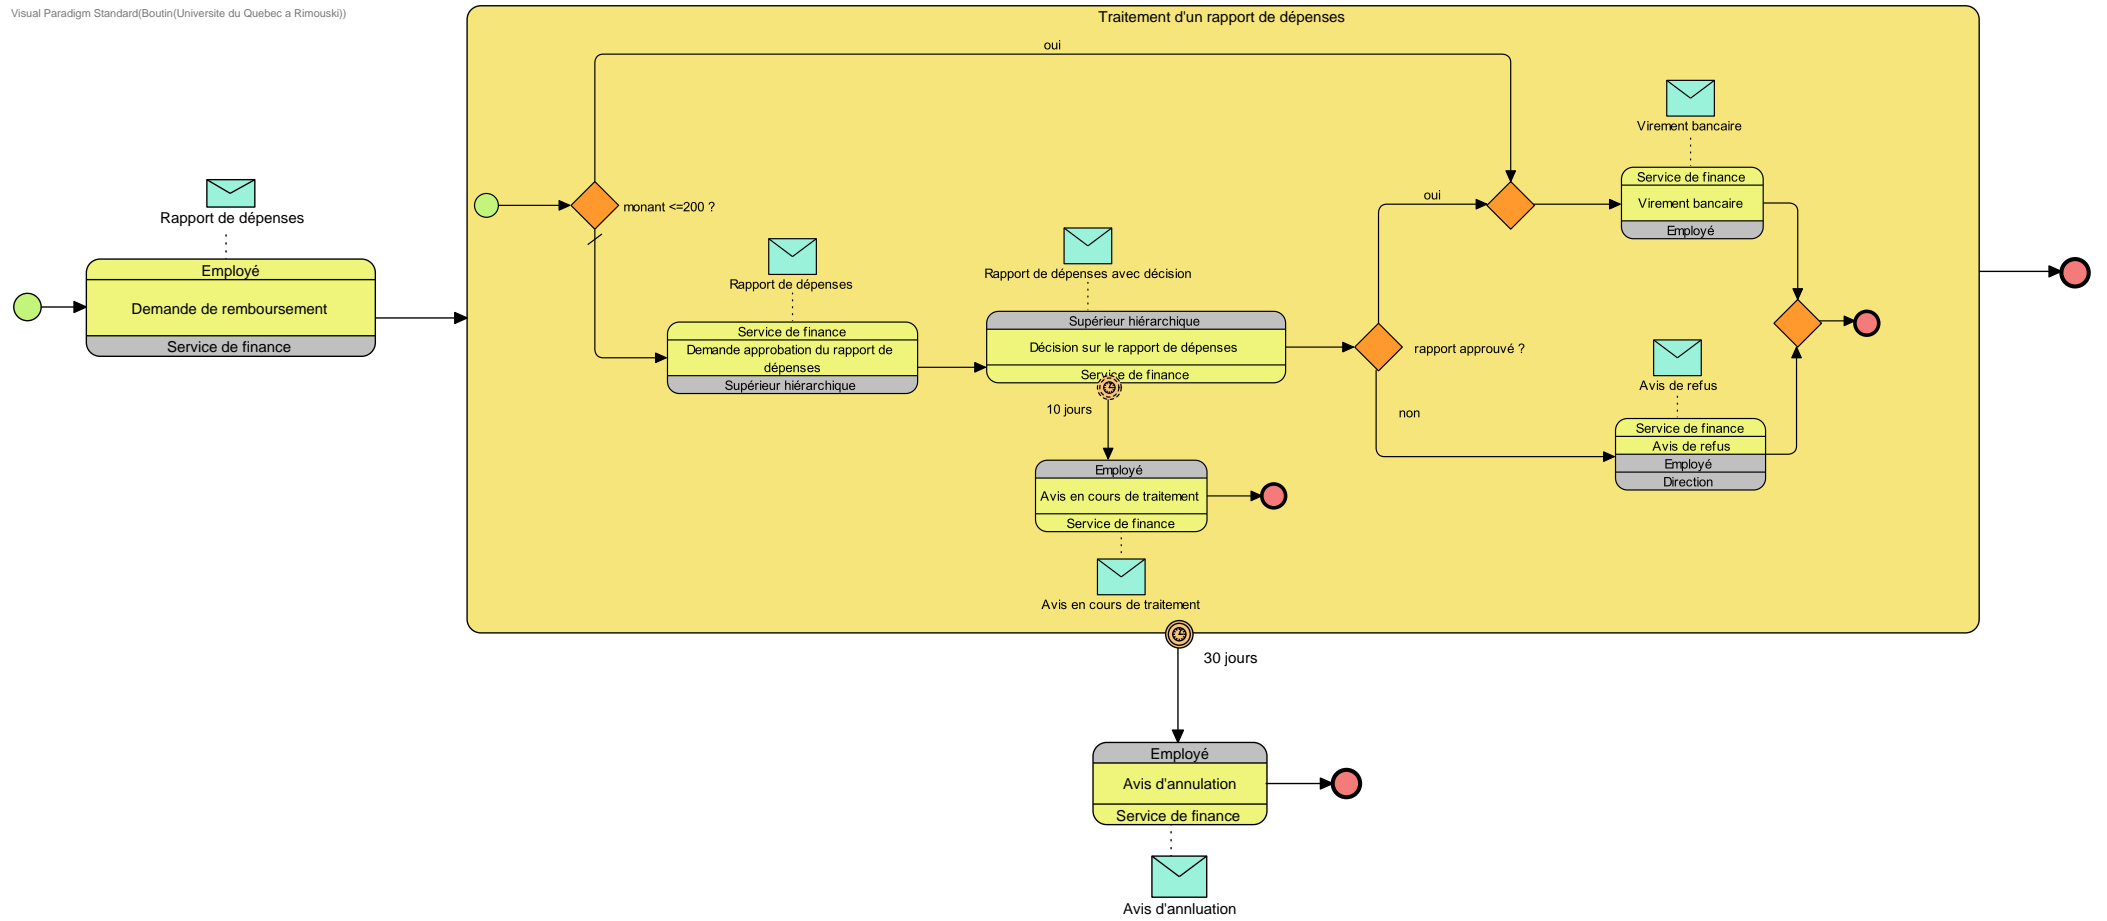 Visual Paradigm Standard(Boutin(Universite du Quebec a Rimouski))
Traitement d'un rapport de dépenses
oui
Virement bancaire
Service de finance
Virement bancaire
Employé
Rapport de dépenses
Employé
Demande de remboursement
Service de finance
monant <=200 ?
Rapport de dépenses
Service de finance
Demande approbation du rapport de
dépenses
Supérieur hiérarchique
Rapport de dépenses avec décision
Supérieur hiérarchique
Décision sur le rapport de dépenses
Service de finance
10 jours
oui
rapport approuvé ?
non
Avis de refus
Service de finance
Avis de refus
Employé
Direction
Employé
Avis en cours de traitement
Service de finance
Avis en cours de traitement
30 jours
Employé
Avis d'annulation
Service de finance
Avis d'annluation